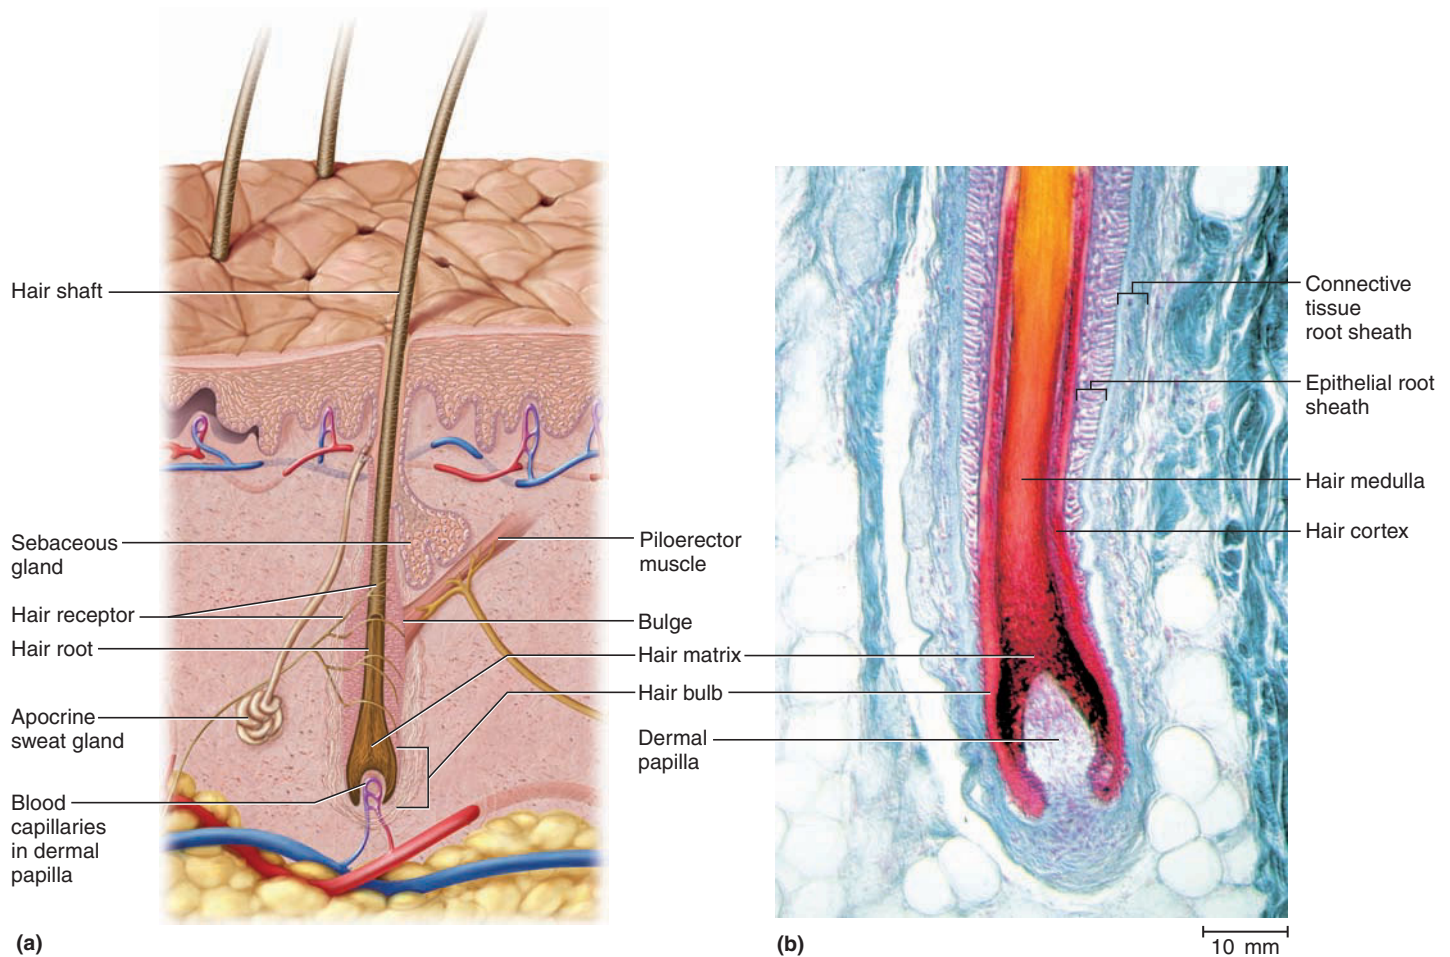 Hair shaft
Sebaceous
gland
Hair receptor
Hair root
Apocrine
sweat gland
Blood
capillaries
in dermal
papilla
(a)
Piloerector
muscle
Bulge
Hair matrix
Hair bulb
Dermal
papilla
Connective
tissue
root sheath
Epithelial root
sheath
Hair medulla
Hair cortex
(b)
10 mm